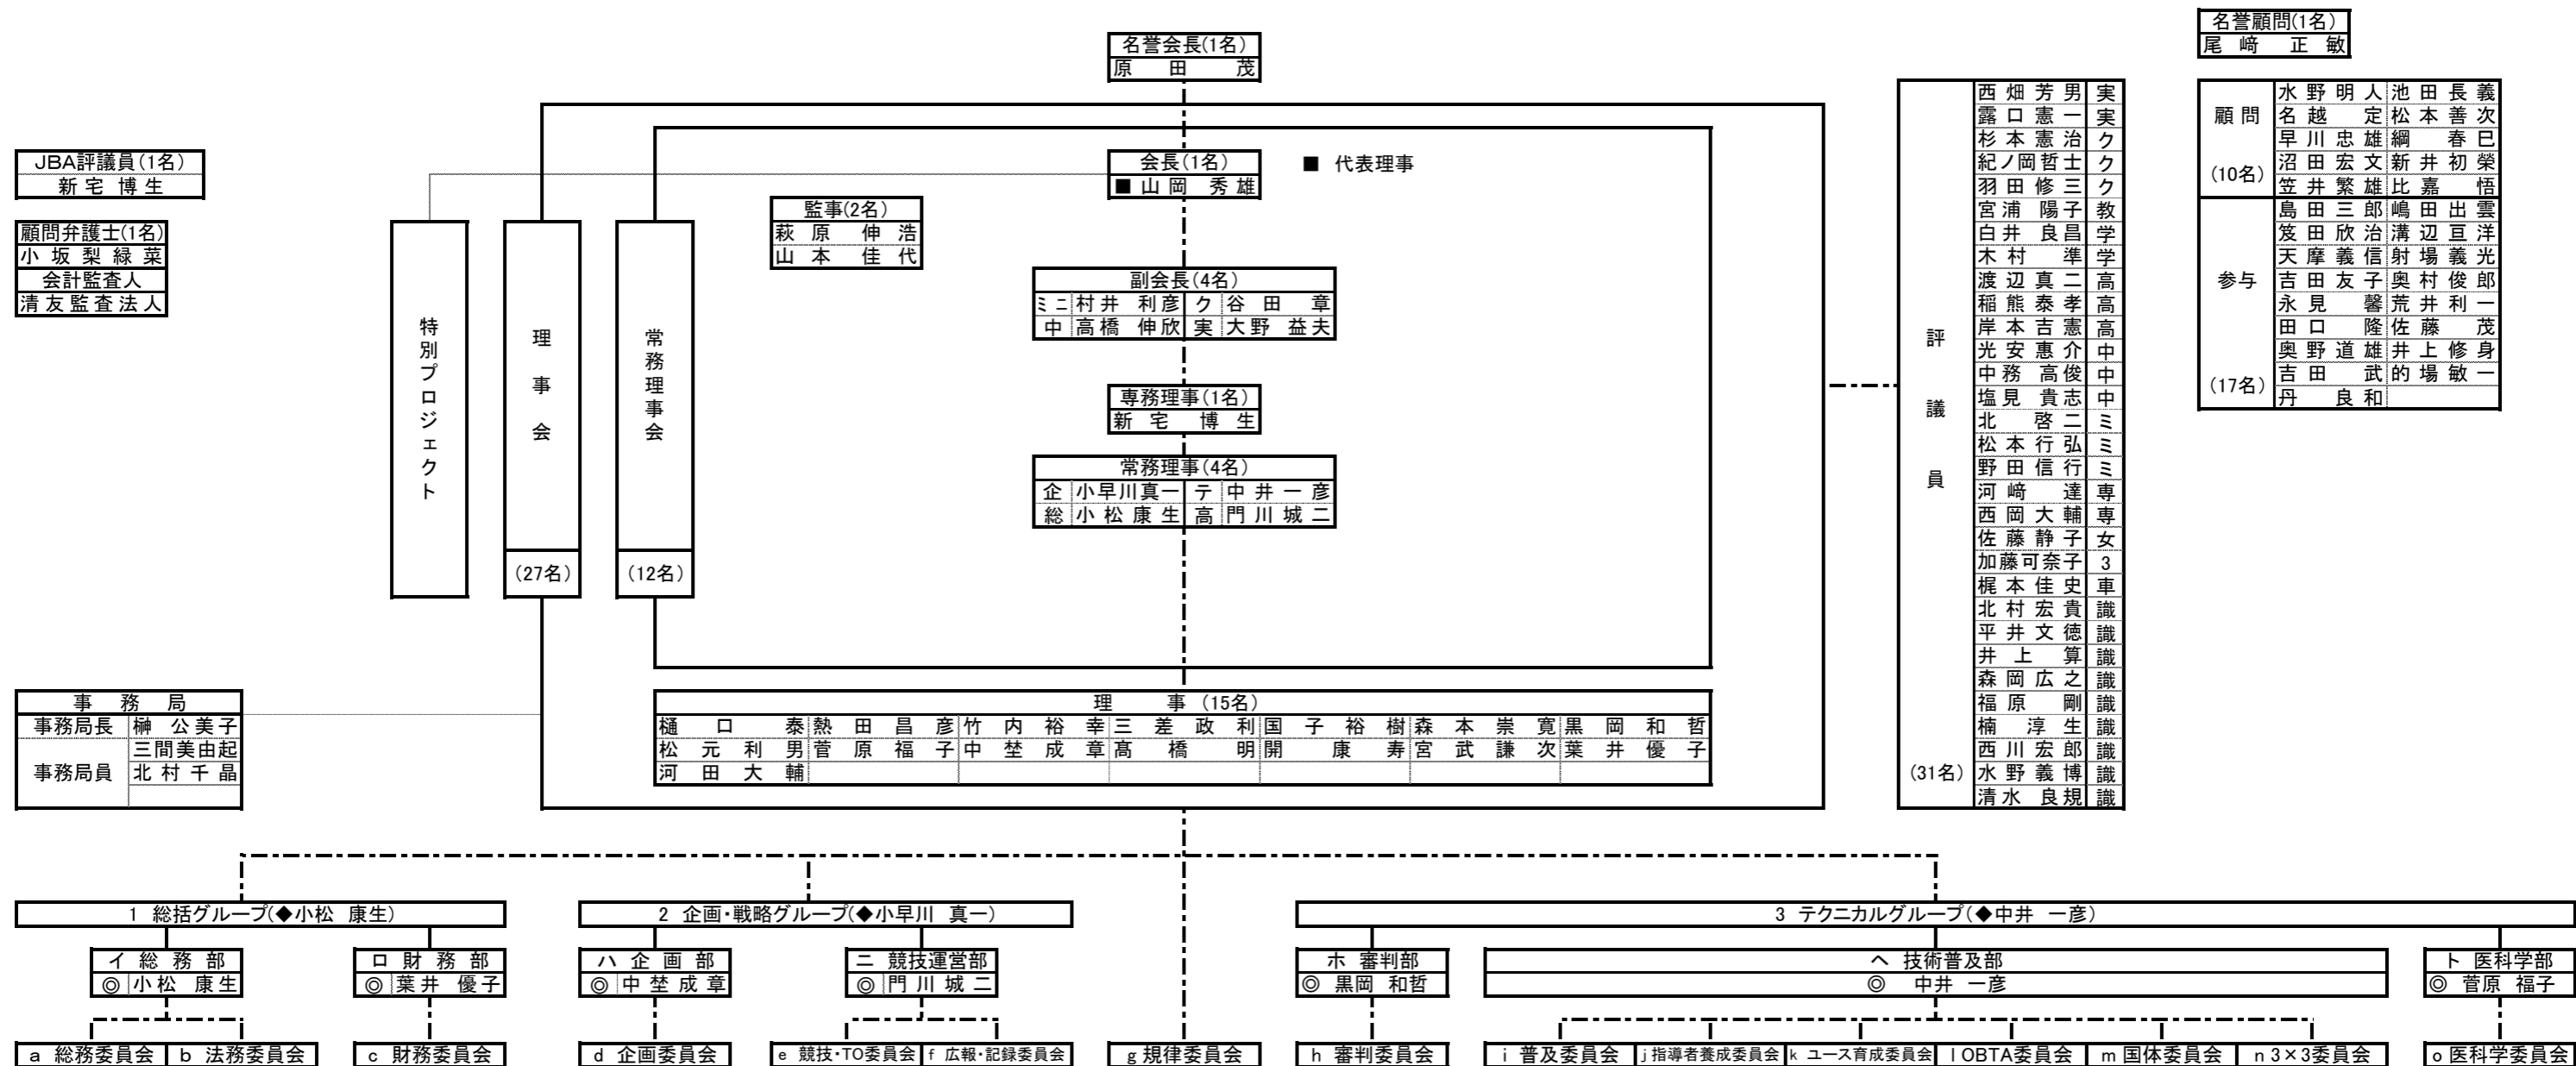 名誉顧問(1名)
尾﨑 正敏
名誉会長(1名)
原田 茂
JBA評議員(1名)
新宅博生
顧問弁護士(1名)
小坂梨緑菜
会計監査人
清友監査法人
会長(1名)
■ 山岡 秀雄
■ 代表理事
監事(2名)
萩原 伸浩
山本 佳代
副会長(4名)
ミニ 村井 利彦 ク 谷田 章
中 高橋 伸欣 実 大野 益夫
専務理事(1名)
新宅 博生
常務理事(4名)
企 小早川真一 テ 中井一彦
総 小松康生 高 門川城二
特別プロジェクト
理事会
(27名)
常務理事会
(12名)
理 事 (15名)
樋口泰 熱田昌彦 竹内裕幸 三差政利 国子裕樹 森本崇寛 黒岡和哲
松元利男 菅原福子 中埜成章 髙橋明 開康寿 宮武謙次 葉井優子
河田大輔
事務局
事務局長 榊 公美子
事務局員 三間美由起
北村千晶
評議員
(31名)
西畑芳男 実
露口憲一 実
杉本憲治 ク
紀ノ岡哲士 ク
羽田修三 ク
宮浦 陽子 教
白井 良昌 学
木村 準 学
渡辺真二 高
稲熊泰孝 高
岸本吉憲 高
光安惠介 中
中務 高俊 中
塩見 貴志 中
北 啓二 ミ
松本行弘 ミ
野田信行 ミ
河﨑 達 専
西岡大輔 専
佐藤静子 女
加藤可奈子 3
梶本佳史 車
北村宏貴 識
平井文徳 識
井上 算 識
森岡広之 識
福原 剛 識
楠 淳生 識
西川宏郎 識
水野義博 識
清水 良規 識
顧問
(10名)
水野明人 池田長義
名越 定 松本善次
早川忠雄 綱 春巳
沼田宏文 新井初榮
笠井繁雄 比嘉 悟
参与
(17名)
島田三郎 嶋田出雲
笈田欣治 溝辺亘洋
天摩義信 射場義光
吉田友子 奥村俊郎
永見 馨 荒井利一
田口 隆 佐藤 茂
奥野道雄 井上修身
吉田 武 的場敏一
丹 良和
1 総括グループ(◆小松 康生)
2 企画・戦略グループ(◆小早川 真一)
3 テクニカルグループ(◆中井 一彦)
イ 総務部
◎ 小松 康生
ロ 財務部
◎ 葉井 優子
ハ 企画部
◎ 中埜成章
ニ 競技運営部
◎ 門川城二
ホ 審判部
◎ 黒岡 和哲
ヘ 技術普及部
◎ 中井 一彦
ト 医科学部
◎ 菅原 福子
a 総務委員会
b 法務委員会
c 財務委員会
d 企画委員会
e 競技・TO委員会
f 広報・記録委員会
g 規律委員会
h 審判委員会
i 普及委員会
j 指導者養成委員会
k ユース育成委員会
l OBTA委員会
m 国体委員会
n 3×3委員会
o 医科学委員会